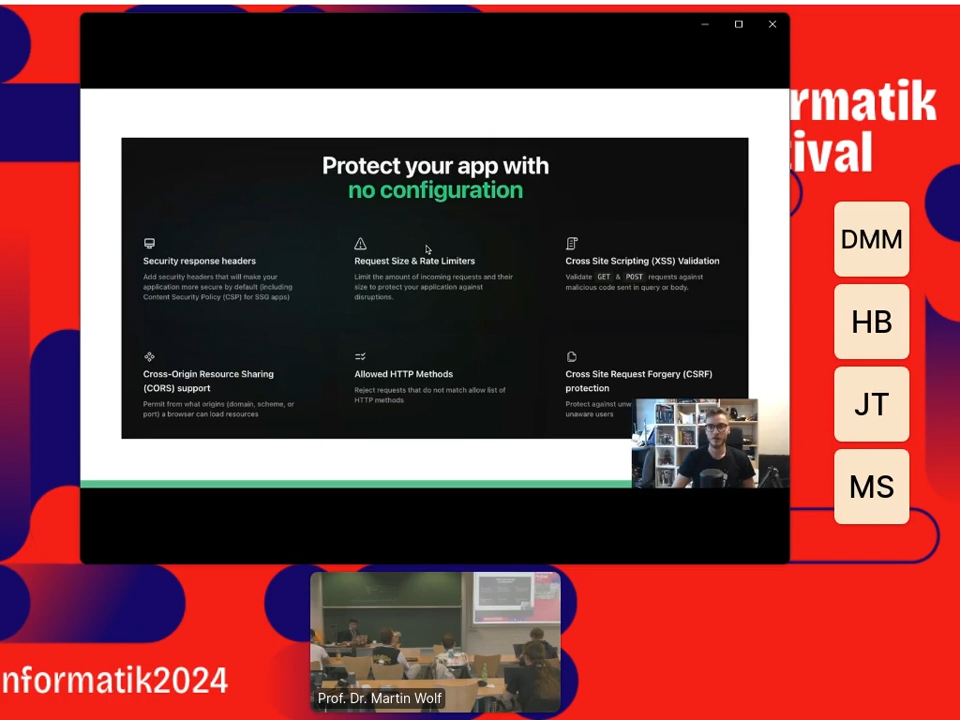 rmatik
ival
Protect your app with
no configuration
Security response headers
Add security headers that will make your
application more secure by default (including
Content Security Policy (CSP) for SSG apps)
Request Size & Rate Limiters
Limit the amount of incoming requests and their
size to protect your application against
disruptions.
Cross Site Scripting (XSS) Validation
Validate GET & POST requests against
malicious code sent in query or body.
Cross-Origin Resource Sharing
(CORS) support
Permit from what origins (domain, scheme, or
port) a browser can load resources
Allowed HTTP Methods
Reject requests that do not match allow list of
HTTP methods
Cross Site Request Forgery (CSRF)
protection
Protect against unw
unaware users
DMM
HB
JT
MS
Prof. Dr. Martin Wolf
nformatik2024